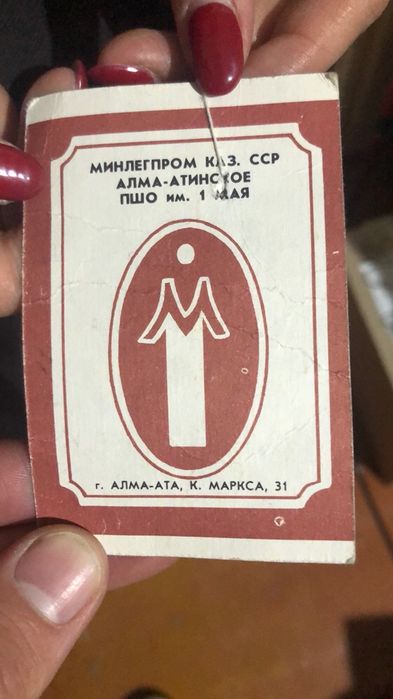 МИНЛЕГПРОМ КАЗ. ССР
АЛМА-АТИНСКОЕ
ПШО им. 1 МАЯ
М
г. АЛМА-АТА, К. МАРКСА, 31